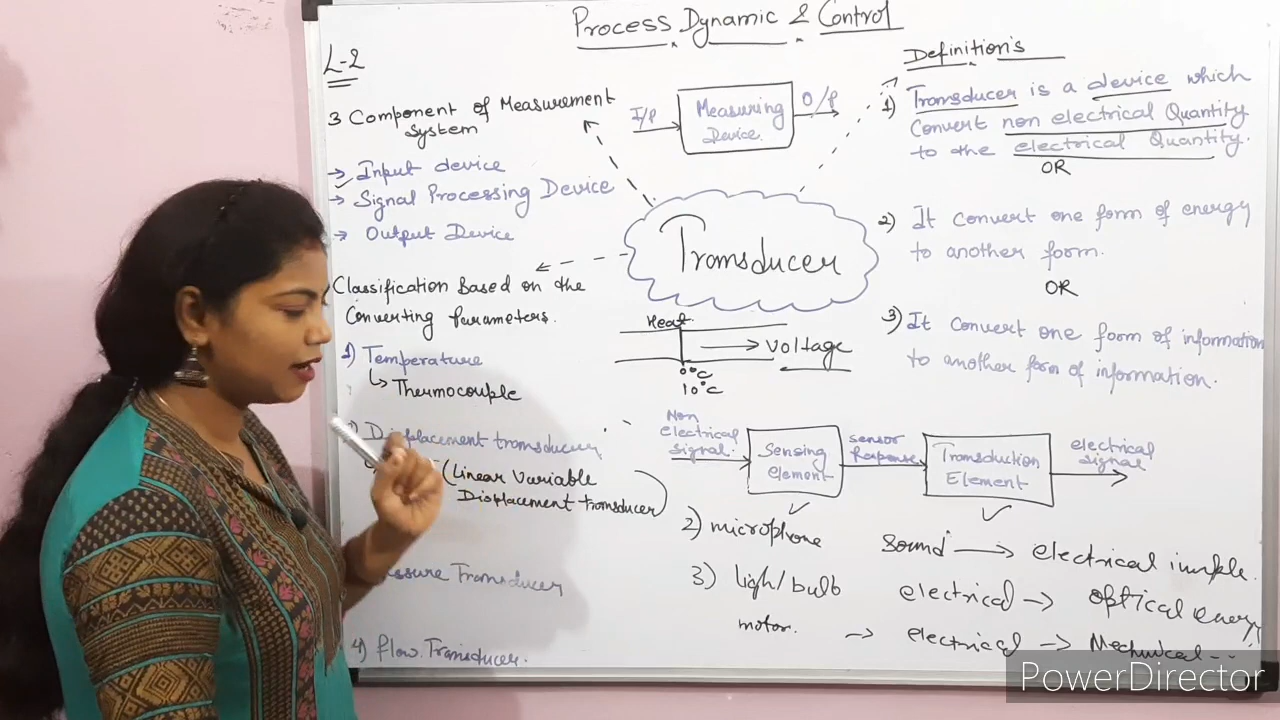 Process Dynamic & Control
L-2
3 Component of Measurement
System
→ Input device
→ Signal Processing Device
→ Output Device
I/P
Measuring
Device.
O/P
Definition's
1) Transducer is a device which
Convert non electrical Quantity
to the electrical Quantity.
OR
2) It Convert one form of energy
to another form.
OR
3) It Convert one form of information
to another form of information.
Transducer
Classification Based on the
Converting Parameters.
1) Temperature
Thermocouple
Displacement transducer
(Linear Variable
Displacement transducer)
Transducer
4) flow.Transducer.
Heat
→ voltage
0°C
10°C
Non
electrical
signal
Sensing
element
sensor
Response
Transduction
Element
electrical
signal
2) microphone sound → electrical
3) ligh/bulb electrical → optical energy
motor. → electrical → Mechnical...
PowerDirector